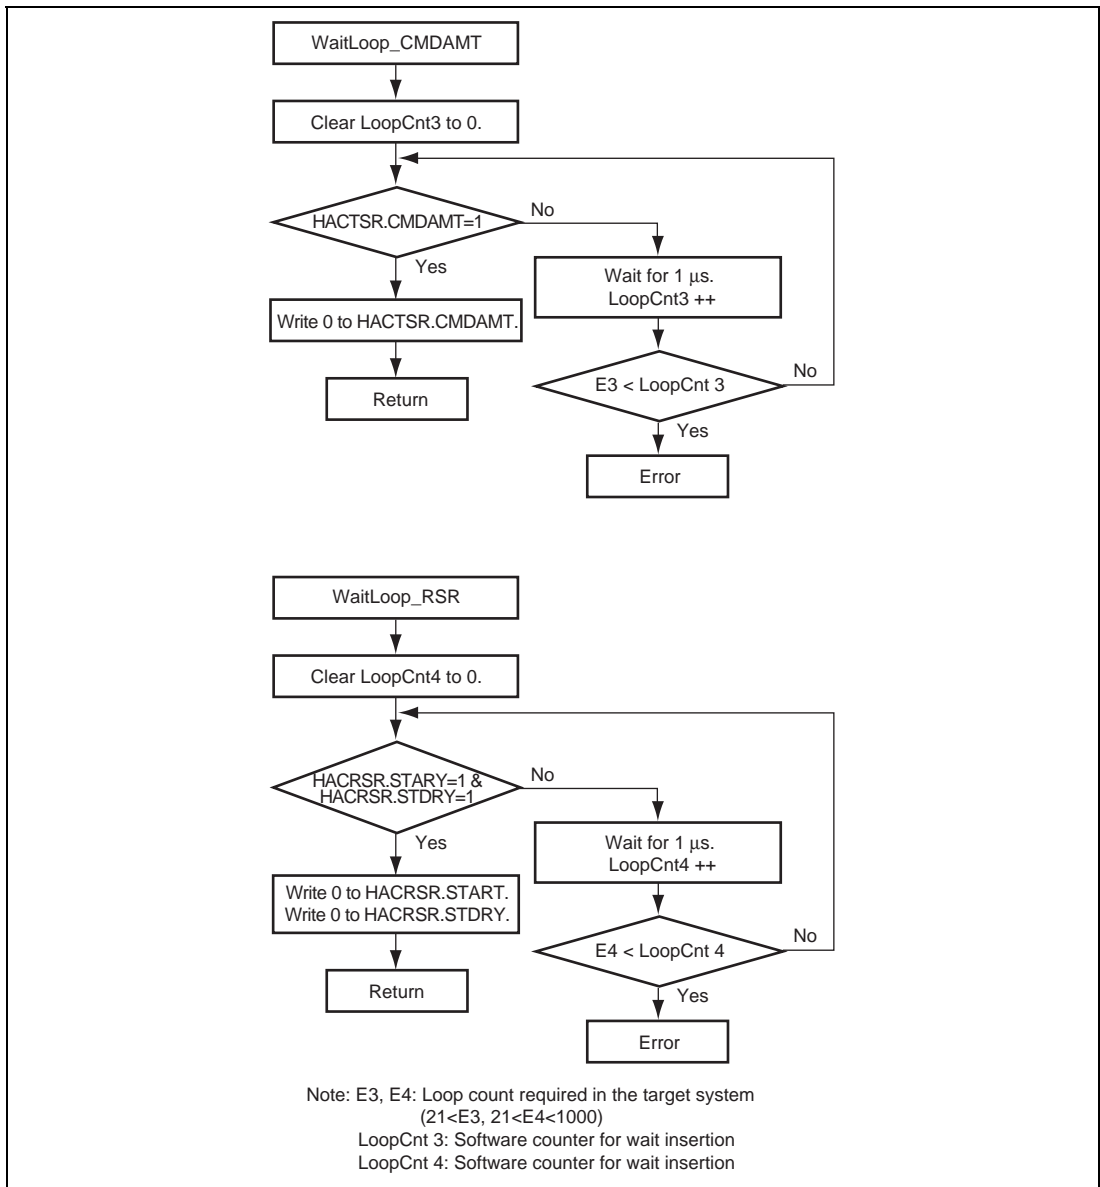 WaitLoop_CMDAMT
Clear LoopCnt3 to 0.
HACTSR.CMDAMT=1
No
Yes
Wait for 1 μs.
LoopCnt3 ++
Write 0 to HACTSR.CMDAMT.
E3 < LoopCnt 3
No
Return
Yes
Error
WaitLoop_RSR
Clear LoopCnt4 to 0.
HACRSR.STARY=1 &
HACRSR.STDRY=1
No
Yes
Wait for 1 μs.
LoopCnt4 ++
Write 0 to HACRSR.START.
Write 0 to HACRSR.STDRY.
E4 < LoopCnt 4
No
Return
Yes
Error
Note: E3, E4: Loop count required in the target system
(21<E3, 21<E4<1000)
LoopCnt 3: Software counter for wait insertion
LoopCnt 4: Software counter for wait insertion